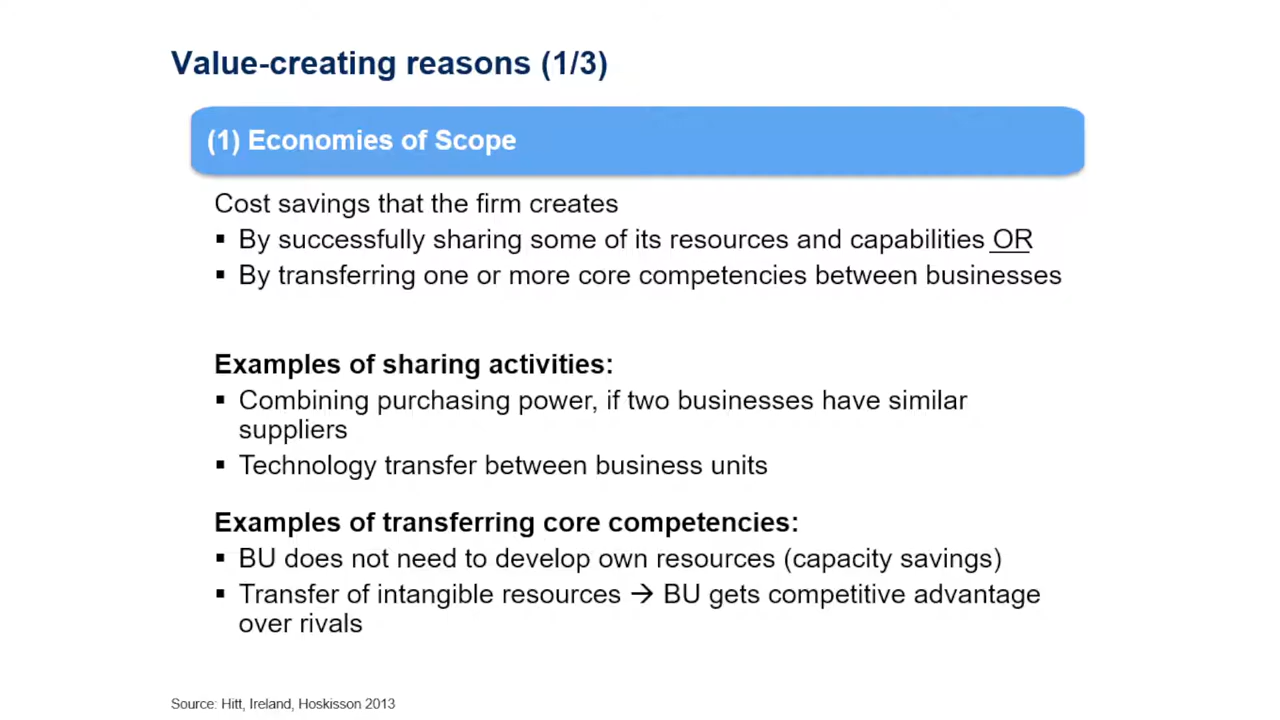 Value-creating reasons (1/3)
(1) Economies of Scope
Cost savings that the firm creates
▪ By successfully sharing some of its resources and capabilities OR
▪ By transferring one or more core competencies between businesses
Examples of sharing activities:
▪ Combining purchasing power, if two businesses have similar
suppliers
▪ Technology transfer between business units
Examples of transferring core competencies:
▪ BU does not need to develop own resources (capacity savings)
▪ Transfer of intangible resources → BU gets competitive advantage
over rivals
Source: Hitt, Ireland, Hoskisson 2013